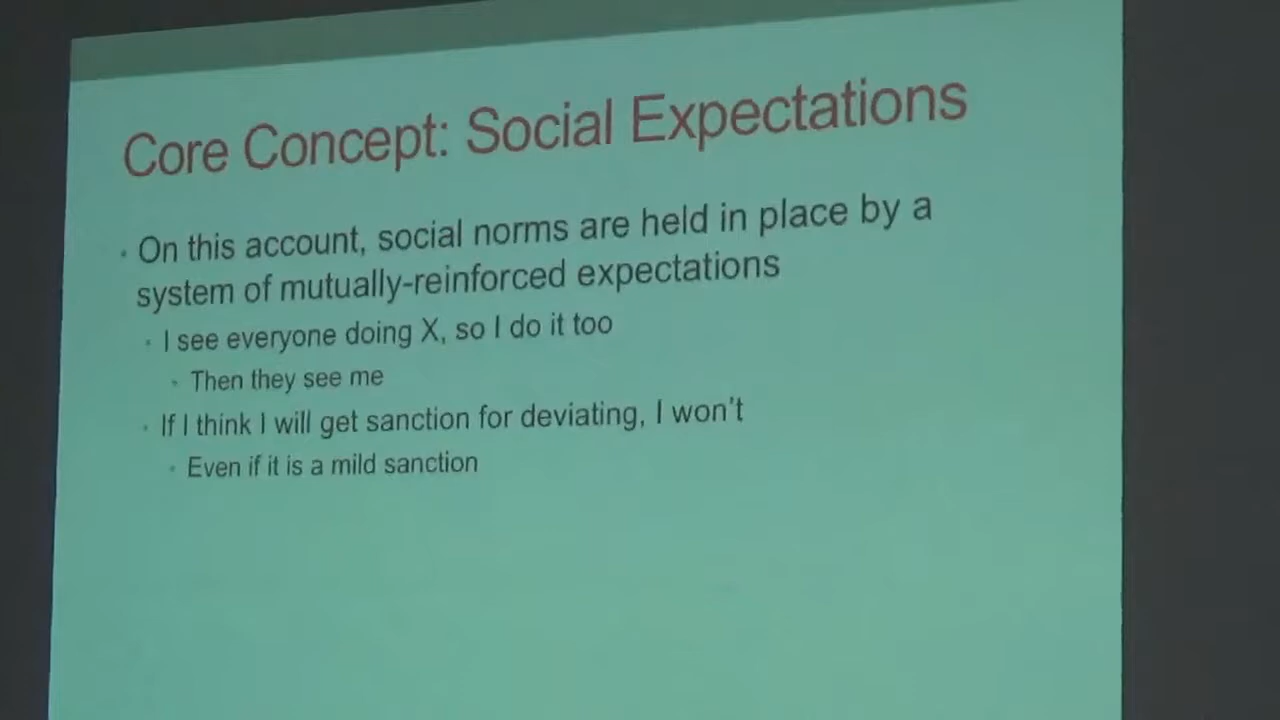 Core Concept: Social Expectations
On this account, social norms are held in place by a
system of mutually-reinforced expectations
I see everyone doing X, so I do it too
Then they see me
If I think I will get sanction for deviating, I won't
Even if it is a mild sanction